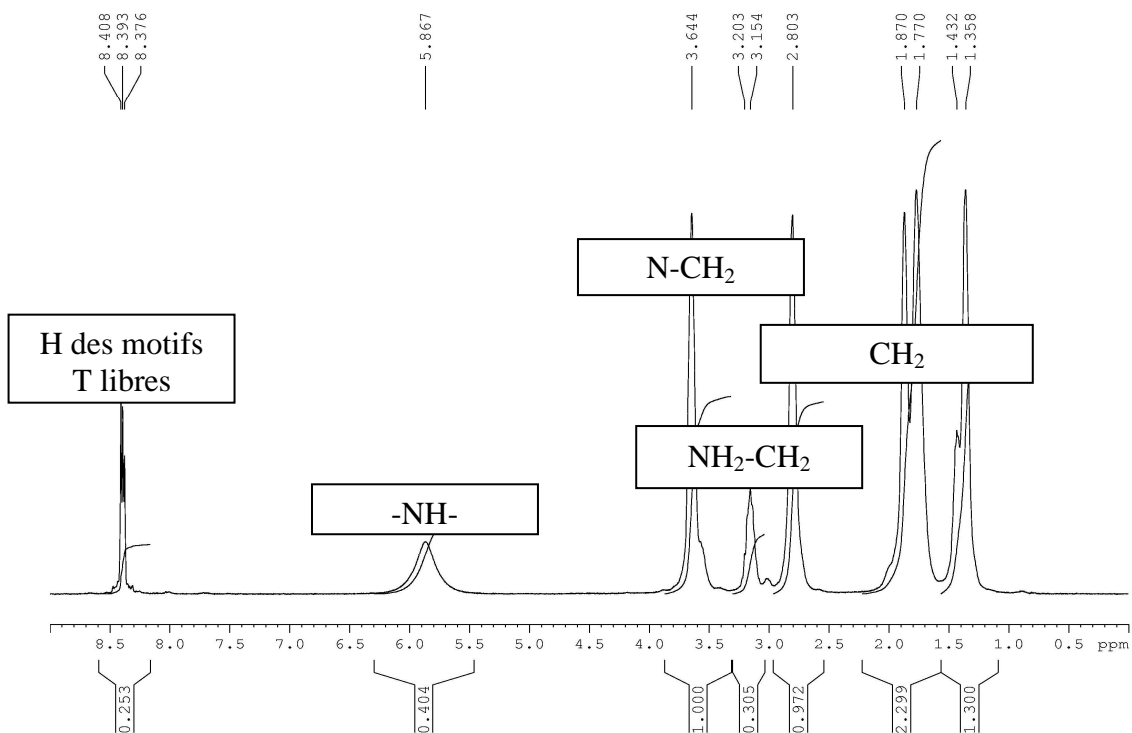 8.408
8.393
8.376
5.867
3.644
3.203
3.154
2.803
1.870
1.770
1.432
1.358
N-CH₂
H des motifs
T libres
CH₂
NH₂-CH₂
-NH-
8.5 8.0 7.5 7.0 6.5 6.0 5.5 5.0 4.5 4.0 3.5 3.0 2.5 2.0 1.5 1.0 0.5 ppm
0.253
0.404
1.000
0.305
0.972
2.299
1.300